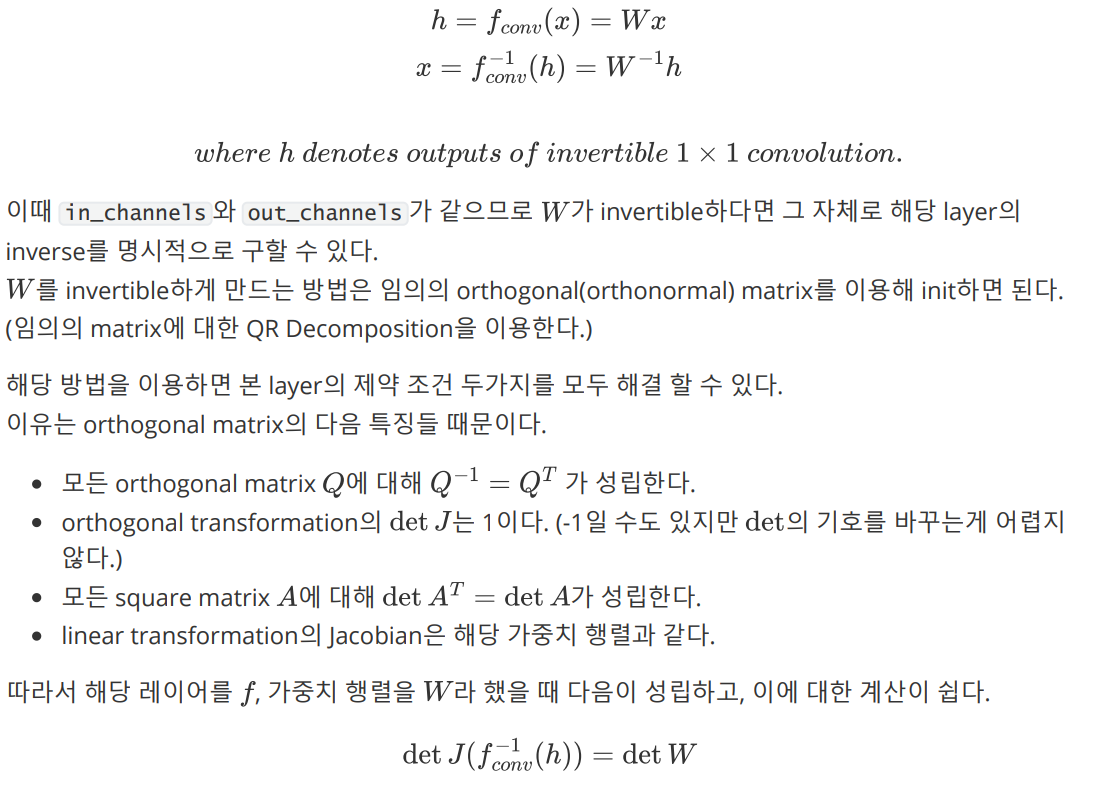 h = f_{conv}(x) = Wx
x = f_{conv}^{-1}(h) = W^{-1}h
where h denotes outputs of invertible 1 × 1 convolution.
이때 in_channels와 out_channels가 같으므로 W가 invertible하다면 그 자체로 해당 layer의
inverse를 명시적으로 구할 수 있다.
W를 invertible하게 만드는 방법은 임의의 orthogonal(orthonormal) matrix를 이용해 init하면 된다.
(임의의 matrix에 대한 QR Decomposition을 이용한다.)
해당 방법을 이용하면 본 layer의 제약 조건 두가지를 모두 해결 할 수 있다.
이유는 orthogonal matrix의 다음 특징들 때문이다.
• 모든 orthogonal matrix Q에 대해 Q^{-1} = Q^T 가 성립한다.
• orthogonal transformation의 det J는 1이다. (-1일 수도 있지만 det의 기호를 바꾸는게 어렵지
않다.)
• 모든 square matrix A에 대해 det A^T = det A가 성립한다.
• linear transformation의 Jacobian은 해당 가중치 행렬과 같다.
따라서 해당 레이어를 f, 가중치 행렬을 W라 했을 때 다음이 성립하고, 이에 대한 계산이 쉽다.
det J(f_{conv}^{-1}(h)) = det W